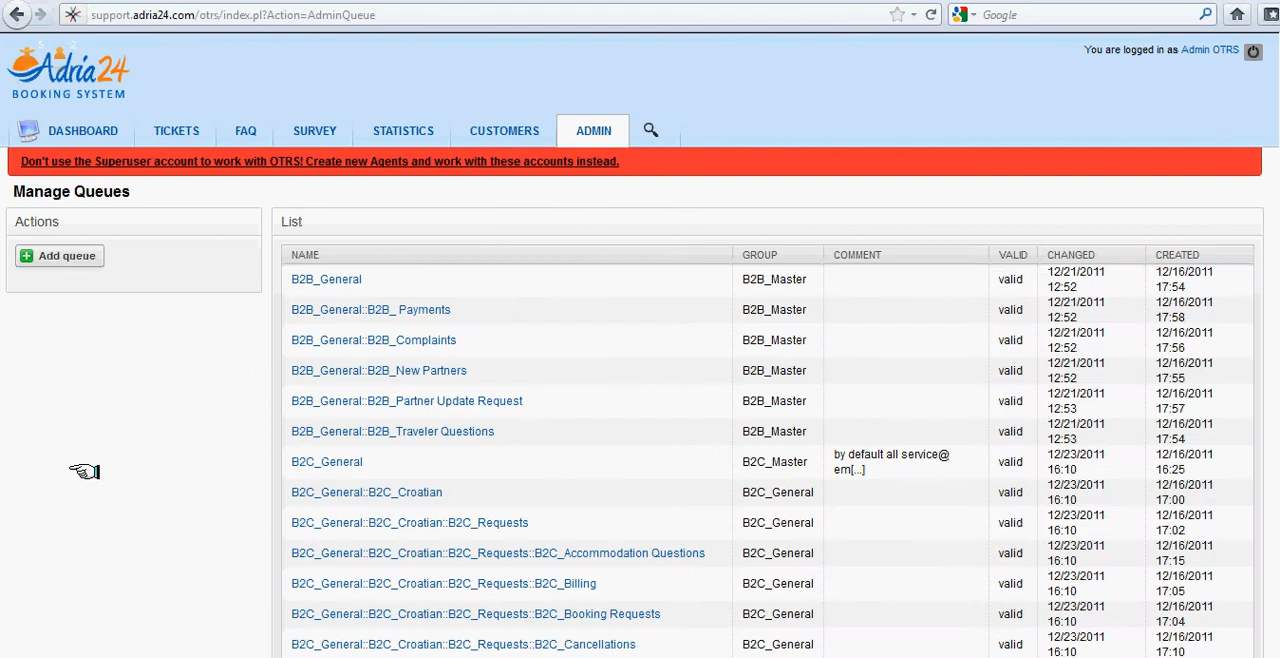 support.adria24.com/otrs/index.pl?Action=AdminQueue
Google
Adria24
BOOKING SYSTEM
You are logged in as Admin OTRS
DASHBOARD TICKETS FAQ SURVEY STATISTICS CUSTOMERS ADMIN
Don't use the Superuser account to work with OTRS! Create new Agents and work with these accounts instead.
Manage Queues
Actions
Add queue
List
NAME GROUP COMMENT VALID CHANGED CREATED
B2B_General B2B_Master valid 12/21/2011 12:52 12/16/2011 17:54
B2B_General::B2B_ Payments B2B_Master valid 12/21/2011 12:52 12/16/2011 17:58
B2B_General::B2B_Complaints B2B_Master valid 12/21/2011 12:52 12/16/2011 17:56
B2B_General::B2B_New Partners B2B_Master valid 12/21/2011 12:52 12/16/2011 17:55
B2B_General::B2B_Partner Update Request B2B_Master valid 12/21/2011 12:53 12/16/2011 17:57
B2B_General::B2B_Traveler Questions B2B_Master valid 12/21/2011 12:53 12/16/2011 17:54
B2C_General B2C_Master by default all service@ em[...] valid 12/23/2011 16:10 12/16/2011 16:25
B2C_General::B2C_Croatian B2C_General valid 12/23/2011 16:10 12/16/2011 17:00
B2C_General::B2C_Croatian::B2C_Requests B2C_General valid 12/23/2011 16:10 12/16/2011 17:02
B2C_General::B2C_Croatian::B2C_Requests::B2C_Accommodation Questions B2C_General valid 12/23/2011 16:10 12/16/2011 17:15
B2C_General::B2C_Croatian::B2C_Requests::B2C_Billing B2C_General valid 12/23/2011 16:10 12/16/2011 17:05
B2C_General::B2C_Croatian::B2C_Requests::B2C_Booking Requests B2C_General valid 12/23/2011 16:10 12/16/2011 17:04
B2C_General::B2C_Croatian::B2C_Requests::B2C_Cancellations B2C_General valid 12/23/2011 16:10 12/16/2011 17:10